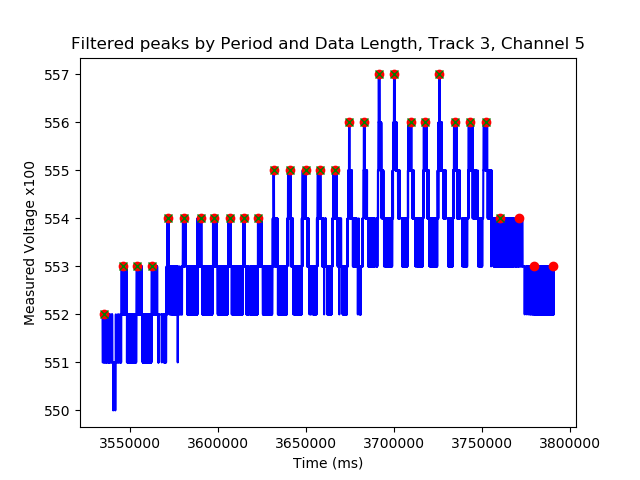 Filtered peaks by Period and Data Length, Track 3, Channel 5
Measured Voltage x100
557
556
555
554
553
552
551
550
3550000 3600000 3650000 3700000 3750000 3800000
Time (ms)